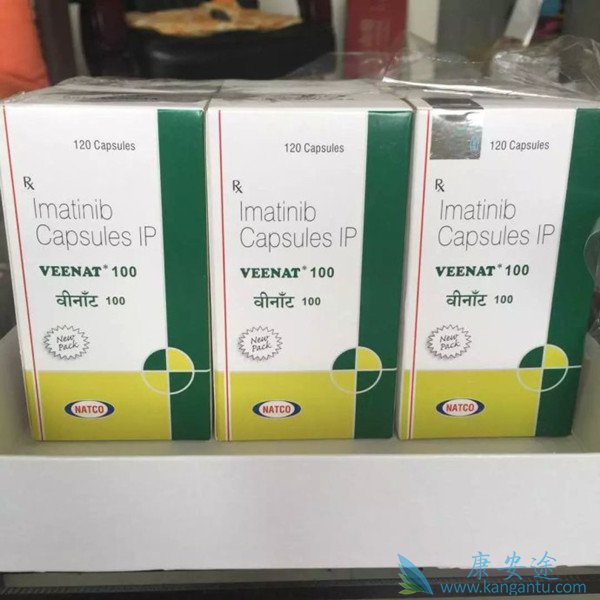 120 Capsules
Rx
Imatinib
Capsules IP
VEENAT* 100
वीनाँट 100
New
Pack
NATCO
120 Capsules
Rx
Imatinib
Capsules IP
VEENAT* 100
वीनाँट 100
New
Pack
NATCO
120 Capsules
Rx
Imatinib
Capsules IP
VEENAT* 100
वीनाँट 100
New
Pack
NATCO
康安途
www.kangantu.com